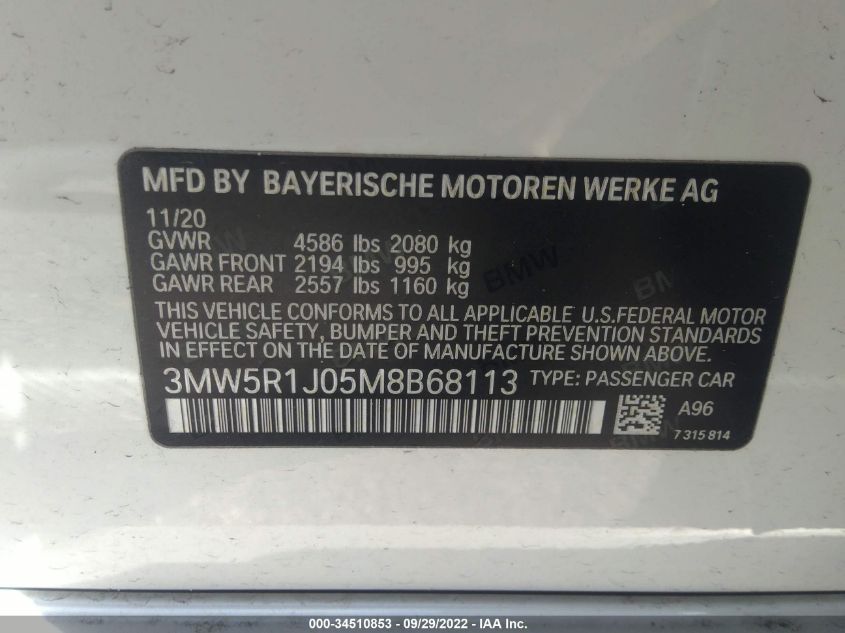 MFD BY BAYERISCHE MOTOREN WERKE AG
11/20
GVWR 4586 lbs 2080 kg
GAWR FRONT 2194 lbs 995 kg
GAWR REAR 2557 lbs 1160 kg
THIS VEHICLE CONFORMS TO ALL APPLICABLE U.S.FEDERAL MOTOR
VEHICLE SAFETY, BUMPER AND THEFT PREVENTION STANDARDS
IN EFFECT ON THE DATE OF MANUFACTURE SHOWN ABOVE.
3MW5R1J05M8B68113 TYPE: PASSENGER CAR
A96
7 315 814
000-34510853 / 09/29/2022 - IAA Inc.